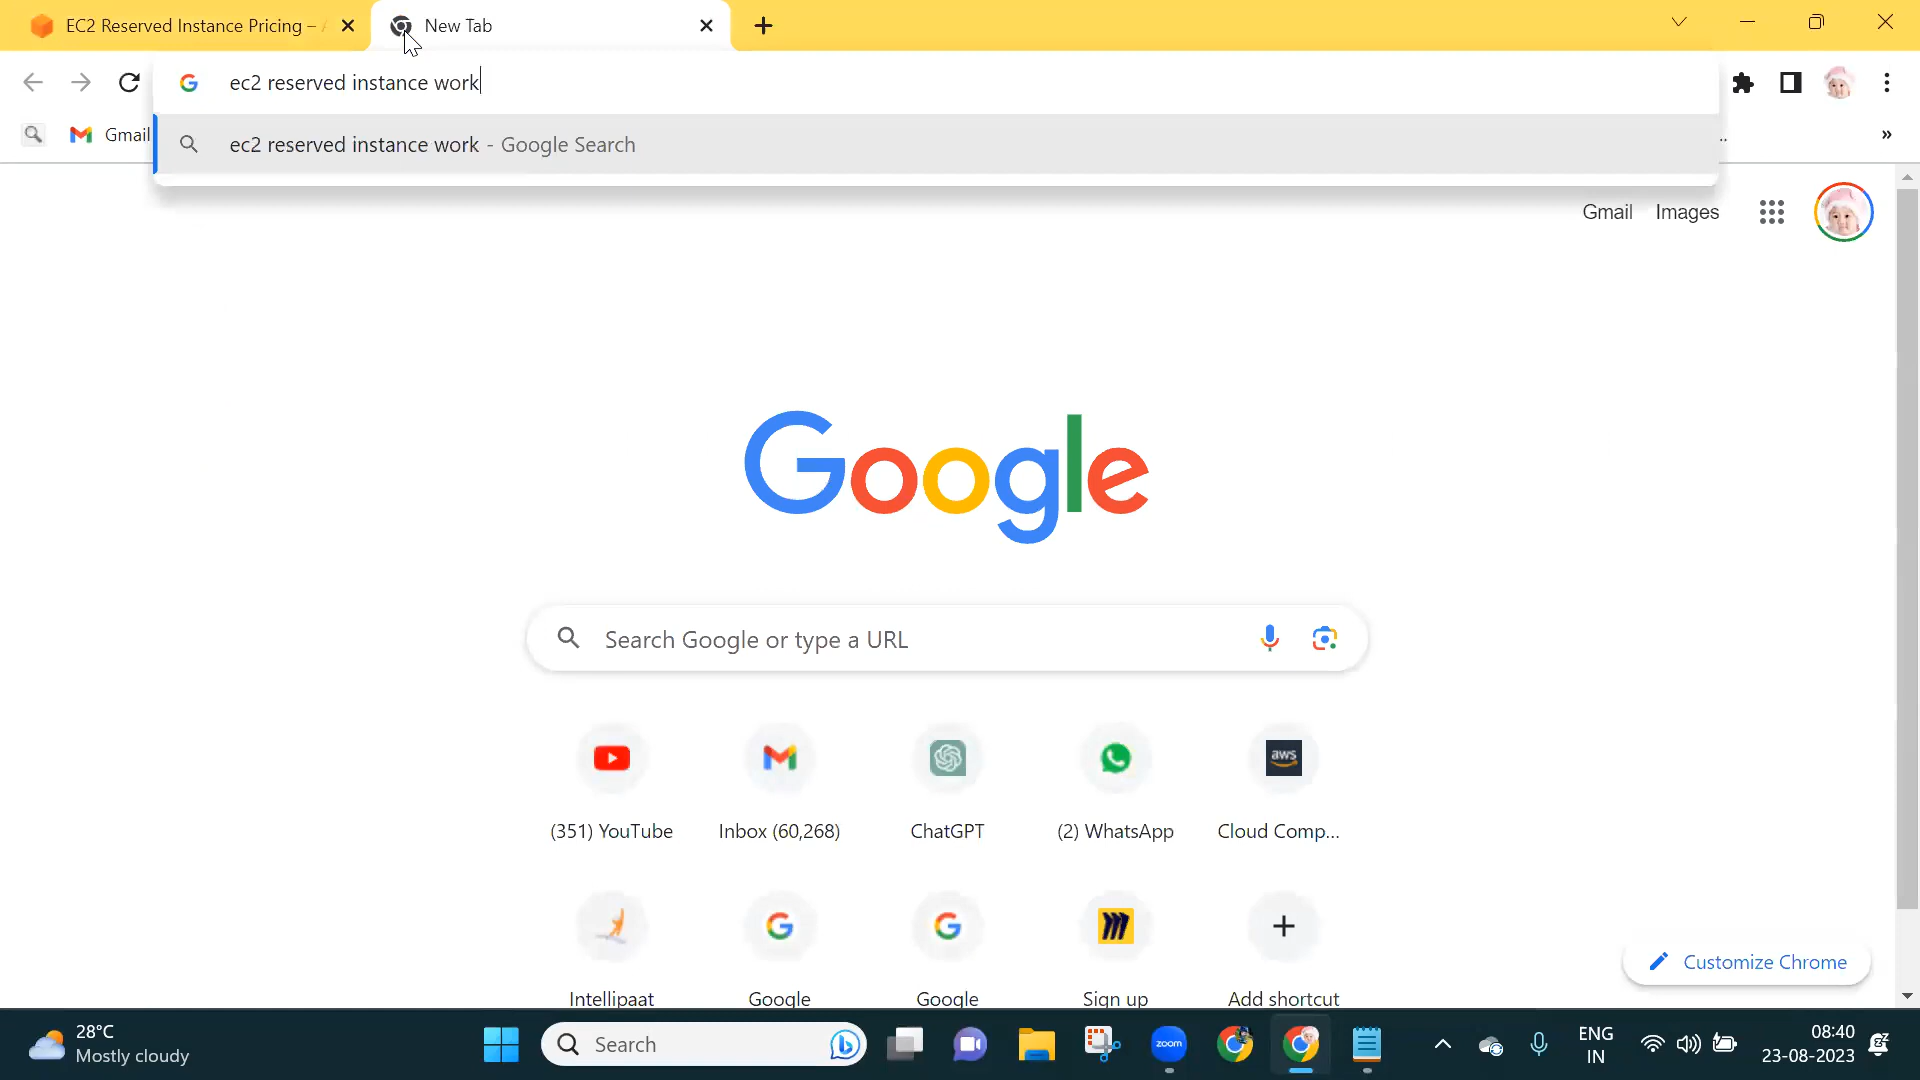 EC2 Reserved Instance Pricing –
New Tab
ec2 reserved instance work
Gmail
ec2 reserved instance work - Google Search
..
»
Gmail Images
Google
Search Google or type a URL
aws
(351) YouTube
Inbox (60,268)
ChatGPT
(2) WhatsApp
Cloud Comp...
Intellipaat
Google
Google
Sign up
Add shortcut
Customize Chrome
28°C
Mostly cloudy
Search
zoom
ENG
IN
08:40
23-08-2023